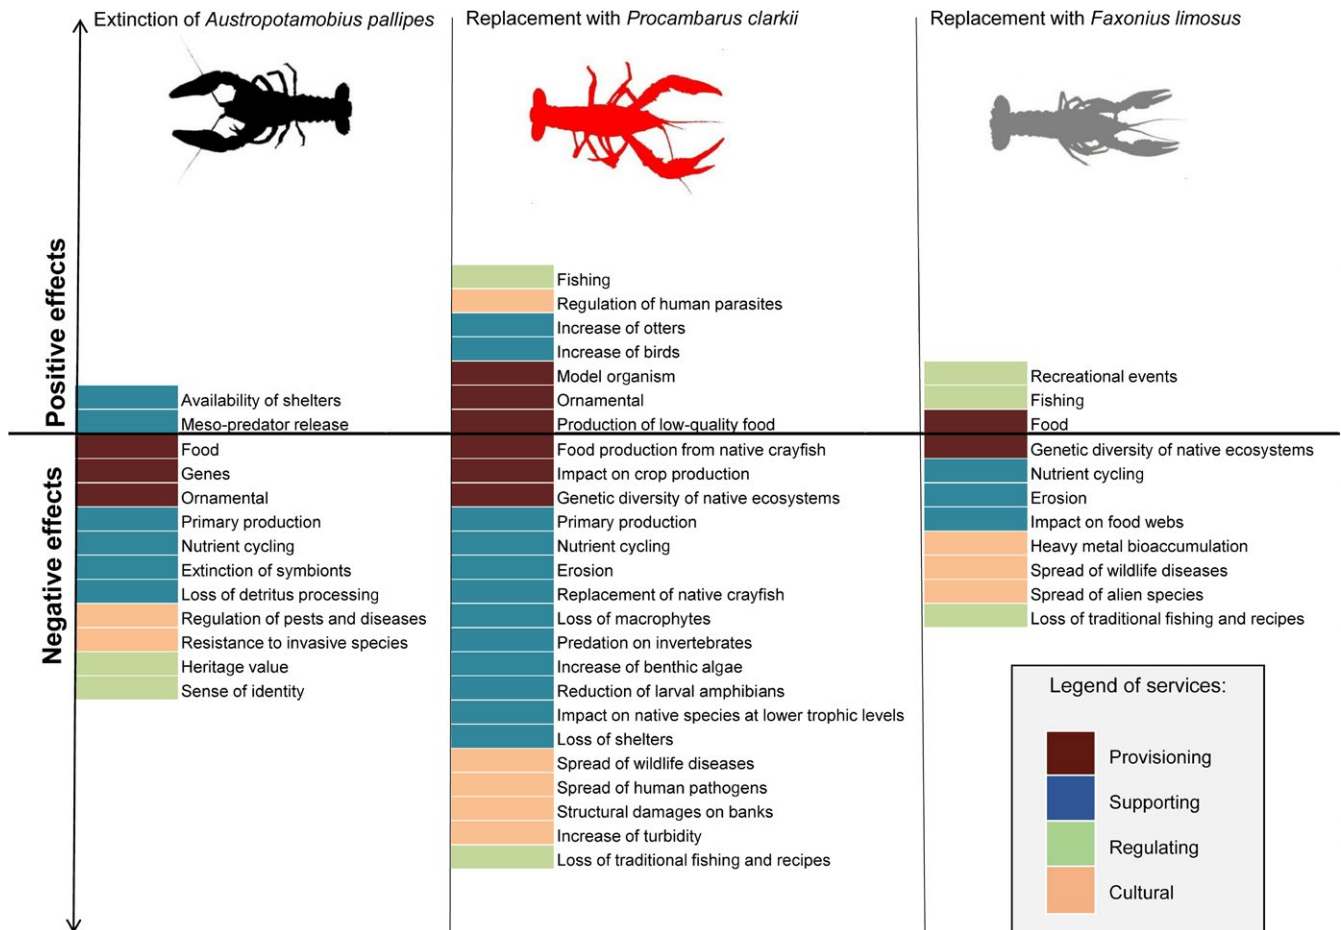 Extinction of Austropotamobius pallipes
Replacement with Procambarus clarkii
Replacement with Faxonius limosus
Positive effects
Negative effects
Availability of shelters
Meso-predator release
Food
Genes
Ornamental
Primary production
Nutrient cycling
Extinction of symbionts
Loss of detritus processing
Regulation of pests and diseases
Resistance to invasive species
Heritage value
Sense of identity
Fishing
Regulation of human parasites
Increase of otters
Increase of birds
Model organism
Ornamental
Production of low-quality food
Food production from native crayfish
Impact on crop production
Genetic diversity of native ecosystems
Primary production
Nutrient cycling
Erosion
Replacement of native crayfish
Loss of macrophytes
Predation on invertebrates
Increase of benthic algae
Reduction of larval amphibians
Impact on native species at lower trophic levels
Loss of shelters
Spread of wildlife diseases
Spread of human pathogens
Structural damages on banks
Increase of turbidity
Loss of traditional fishing and recipes
Recreational events
Fishing
Food
Genetic diversity of native ecosystems
Nutrient cycling
Erosion
Impact on food webs
Heavy metal bioaccumulation
Spread of wildlife diseases
Spread of alien species
Loss of traditional fishing and recipes
Legend of services:
Provisioning
Supporting
Regulating
Cultural